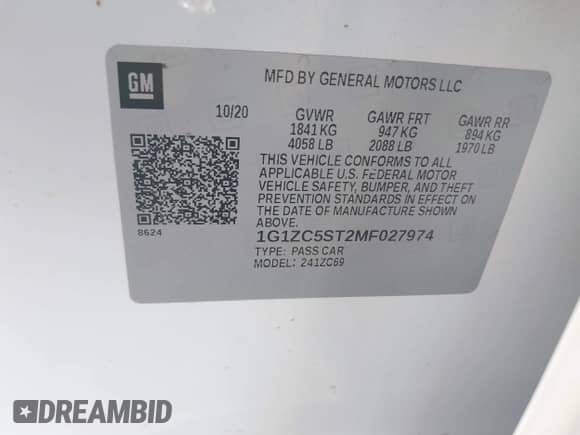 GM
MFD BY GENERAL MOTORS LLC
10/20 GVWR GAWR FRT GAWR RR
1841 KG 947 KG 894 KG
4058 LB 2088 LB 1970 LB
THIS VEHICLE CONFORMS TO ALL
APPLICABLE U.S. FEDERAL MOTOR
VEHICLE SAFETY, BUMPER, AND THEFT
PREVENTION STANDARDS IN EFFECT ON
THE DATE OF MANUFACTURE SHOWN
ABOVE.
8624
1G1ZC5ST2MF027974
TYPE: PASS CAR
MODEL: 241ZC69
DREAMBID